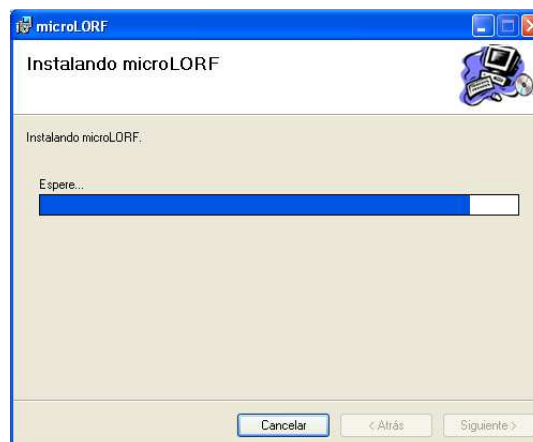 microLORF
Instalando microLORF
Instalando microLORF.
Espere...
Cancelar
< Atrás
Siguiente >